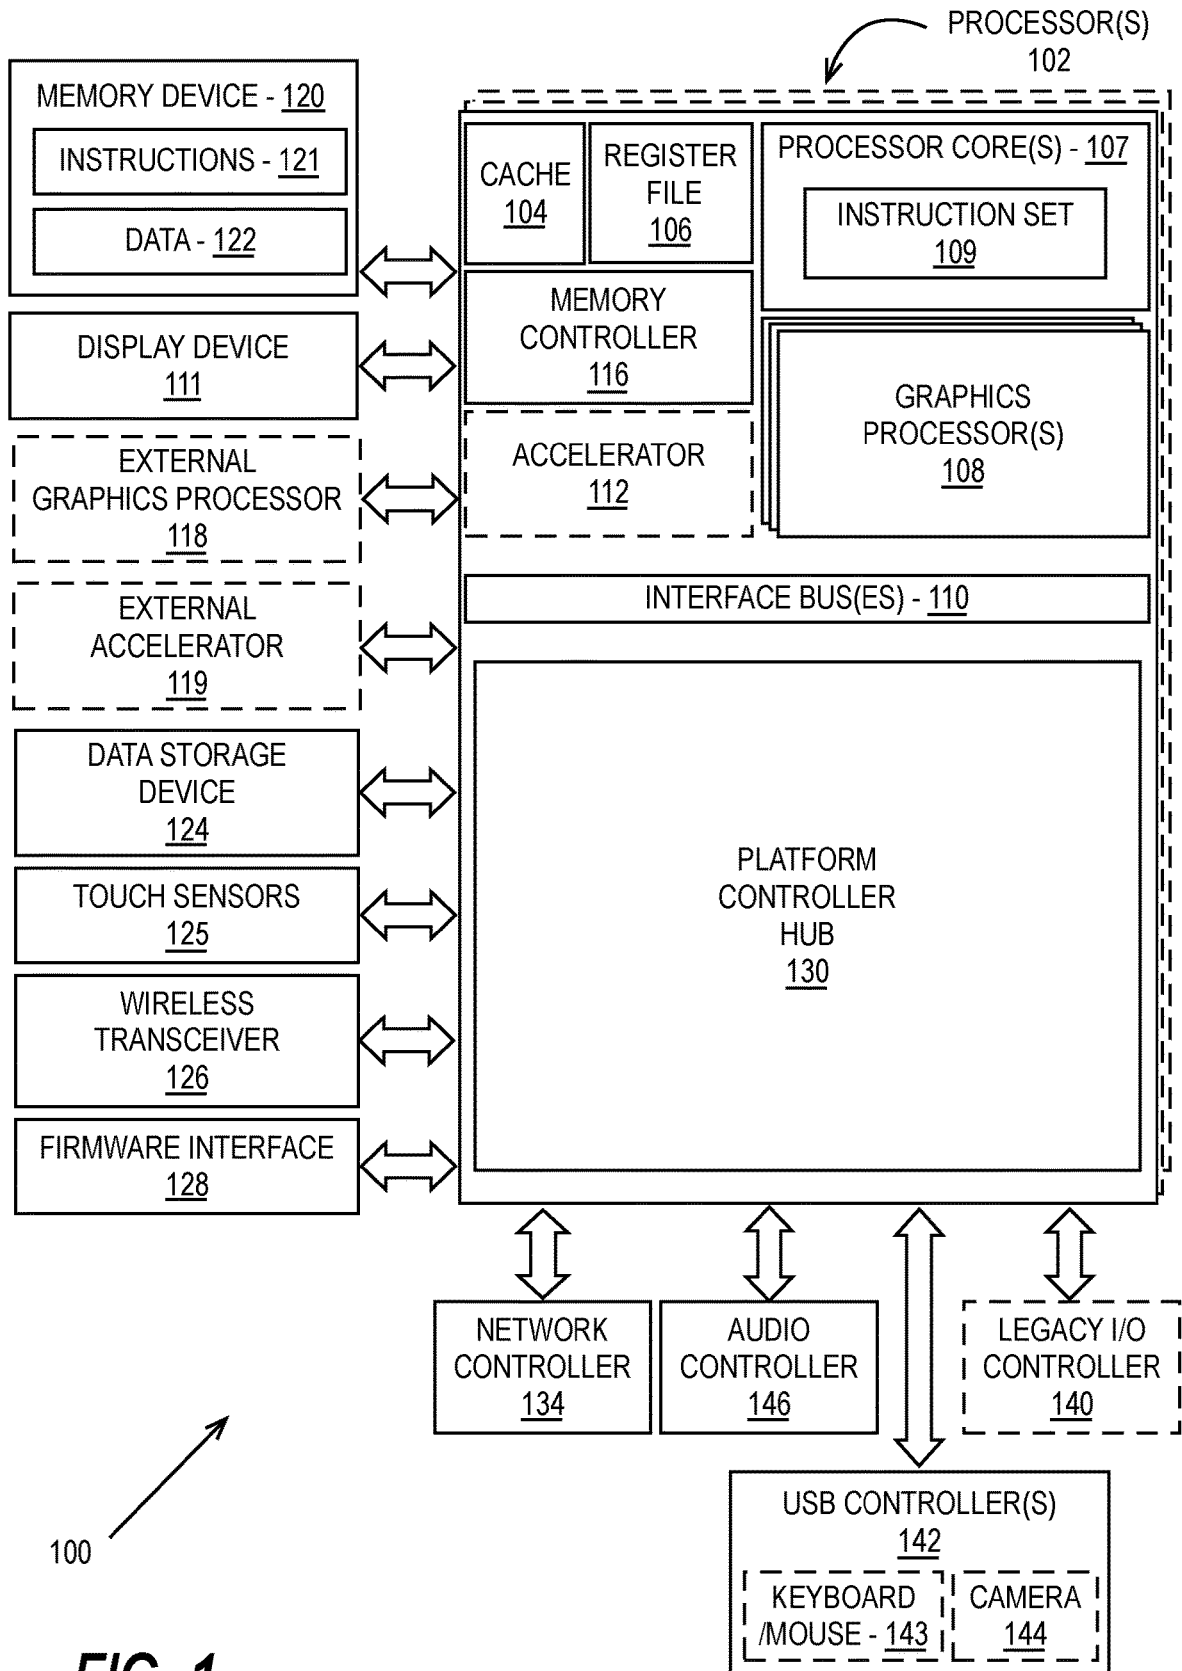 PROCESSOR(S)
102
MEMORY DEVICE - 120
INSTRUCTIONS - 121
DATA - 122
DISPLAY DEVICE
111
EXTERNAL
GRAPHICS PROCESSOR
118
EXTERNAL
ACCELERATOR
119
DATA STORAGE
DEVICE
124
TOUCH SENSORS
125
WIRELESS
TRANSCEIVER
126
FIRMWARE INTERFACE
128
CACHE
104
REGISTER
FILE
106
PROCESSOR CORE(S) - 107
INSTRUCTION SET
109
MEMORY
CONTROLLER
116
ACCELERATOR
112
GRAPHICS
PROCESSOR(S)
108
INTERFACE BUS(ES) - 110
PLATFORM
CONTROLLER
HUB
130
NETWORK
CONTROLLER
134
AUDIO
CONTROLLER
146
LEGACY I/O
CONTROLLER
140
USB CONTROLLER(S)
142
KEYBOARD
/MOUSE - 143
CAMERA
144
100
FIG. 1